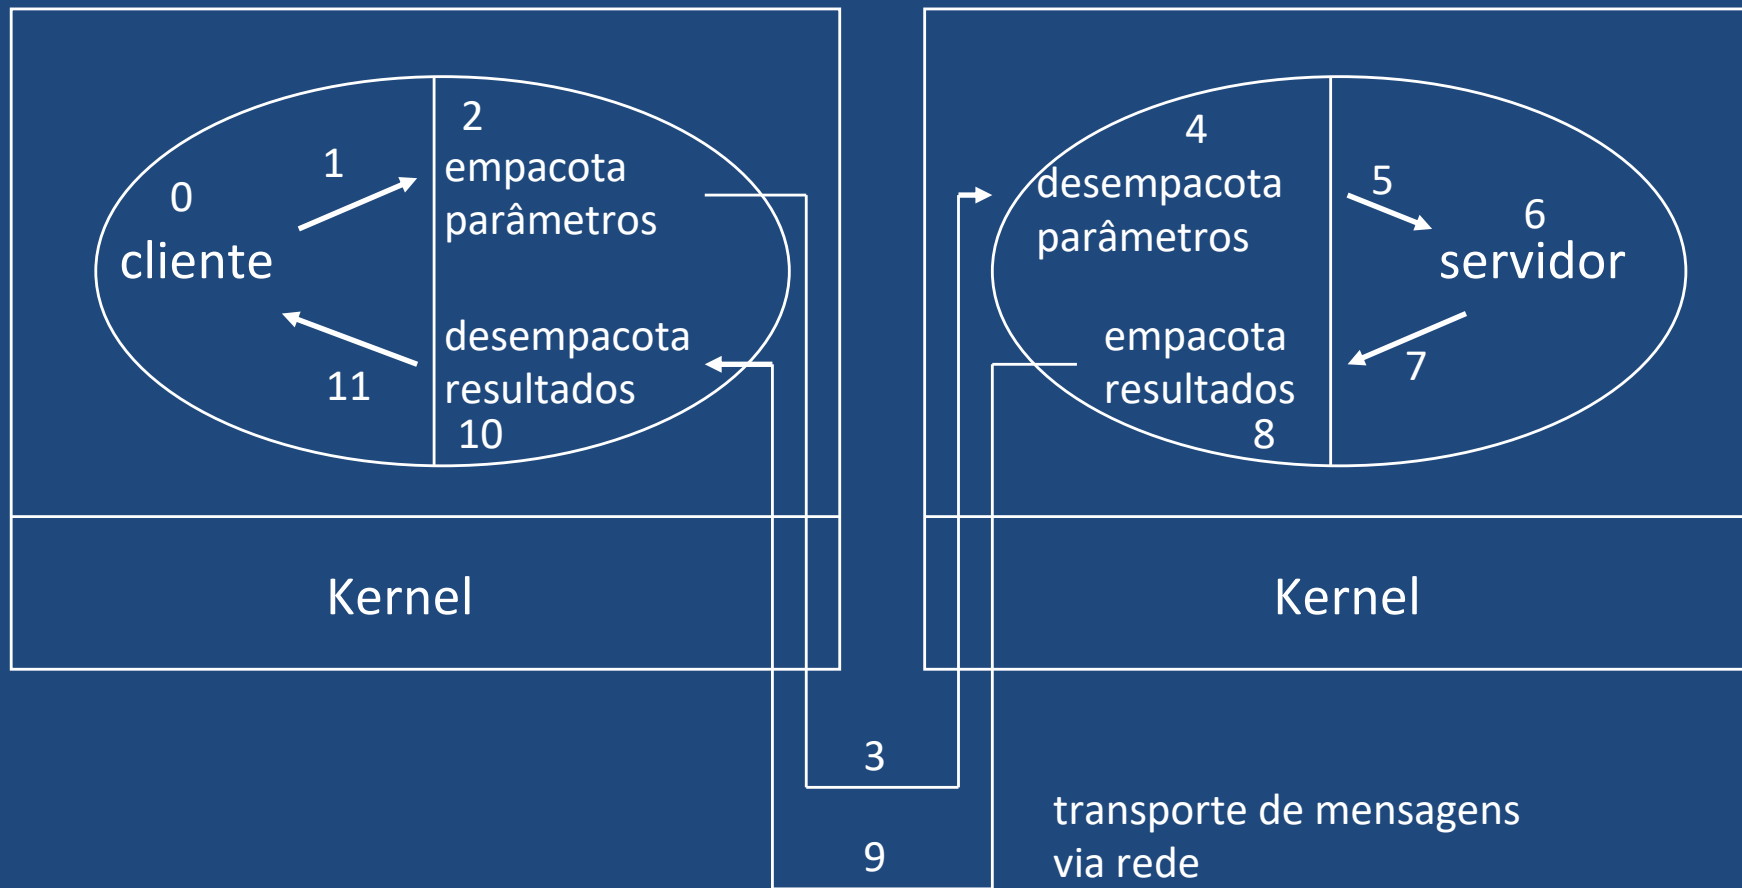 2
empacota
parâmetros
1
0
cliente
desempacota
resultados
10
11
Kernel
4
desempacota
parâmetros
5
6
servidor
empacota
resultados
8
7
Kernel
3
9
transporte de mensagens
via rede